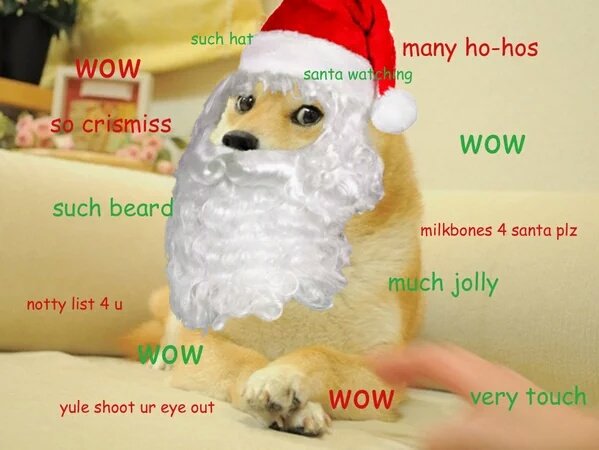 such hat
many ho-hos
wow
santa watching
so crismiss
wow
such beard
milkbones 4 santa plz
much jolly
notty list 4 u
wow
wow
very touch
yule shoot ur eye out